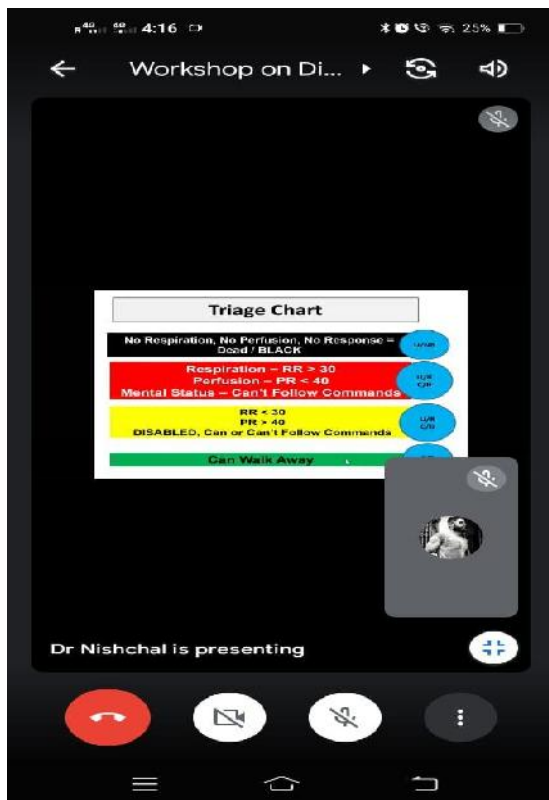 4:16
25%
Workshop on Di...
Triage Chart
No Respiration, No Perfusion, No Response =
Dead / BLACK
Respiration – RR > 30
Perfusion – PR < 40
Mental Status – Can't Follow Commands
RR < 30
PR > 40
DISABLED, Can or Can't Follow Commands
Can Walk Away
Dr Nishchal is presenting